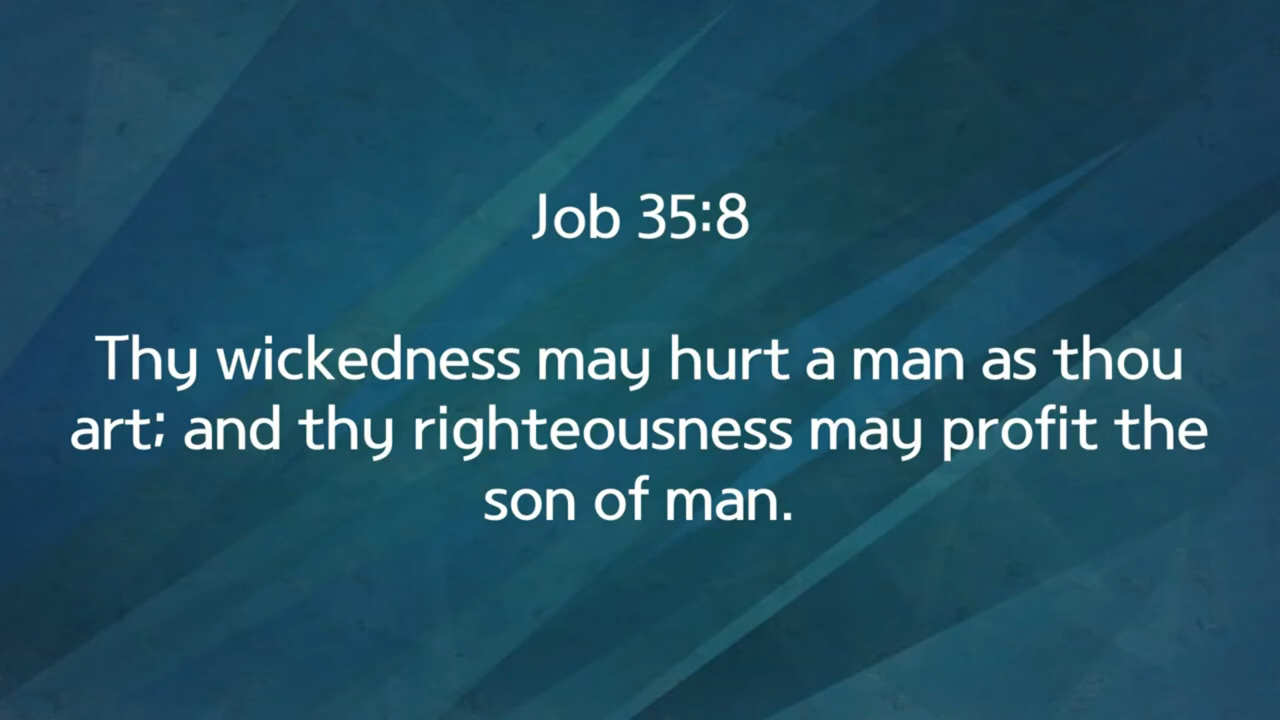 Job 35:8
Thy wickedness may hurt a man as thou
art; and thy righteousness may profit the
son of man.